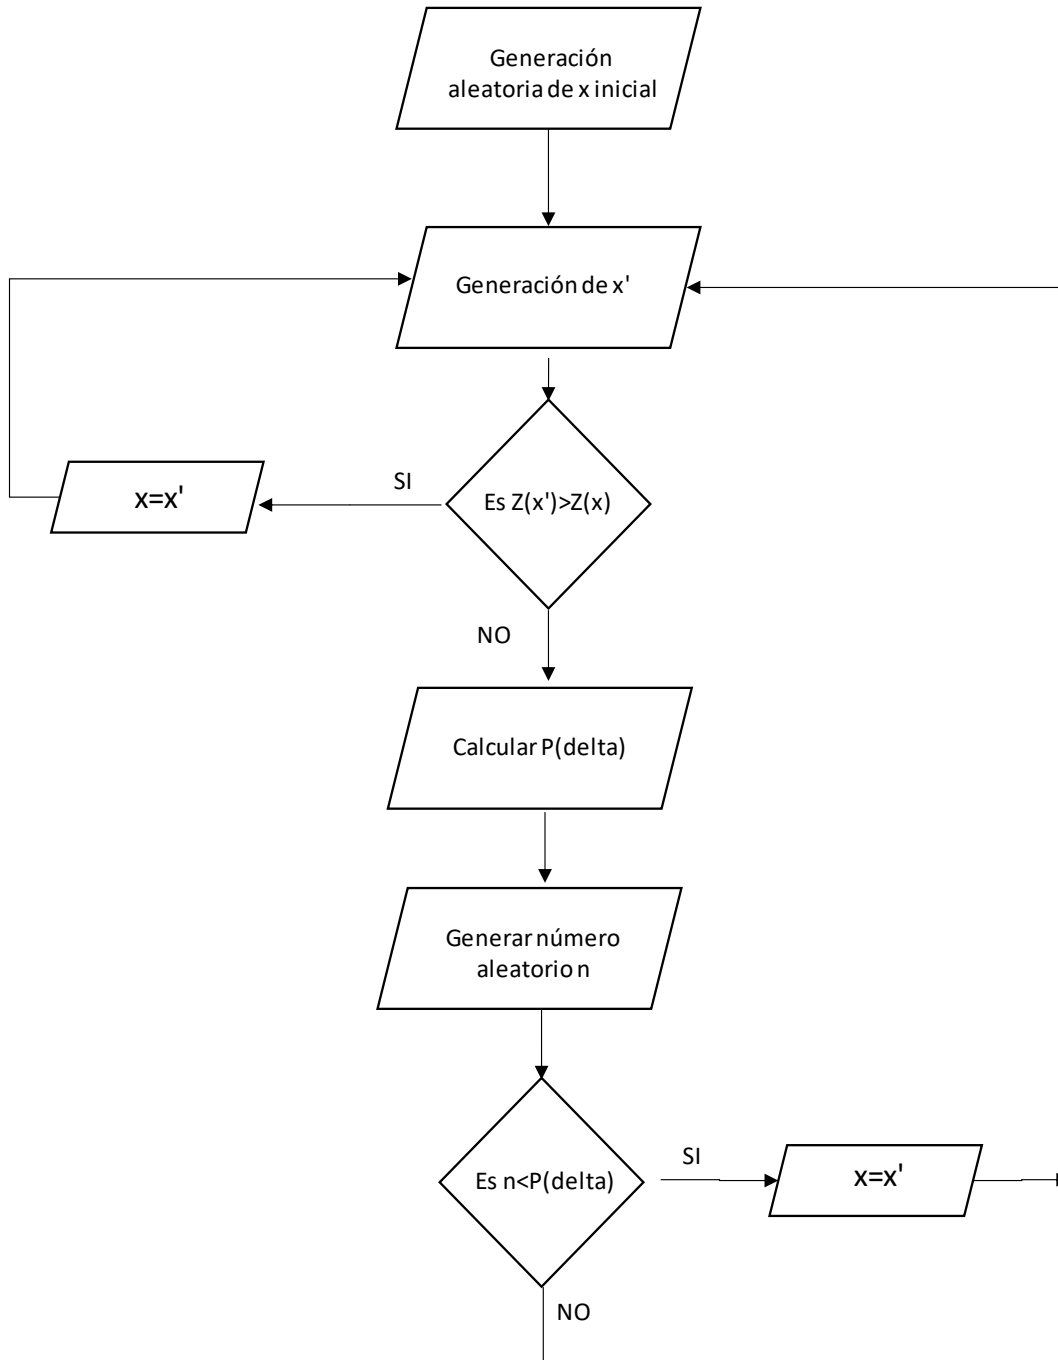 Generación
aleatoria de x inicial
Generación de x'
SI
x=x'
Es Z(x')>Z(x)
NO
Calcular P(delta)
Generar número
aleatorio n
Es n<P(delta)
SI
x=x'
NO